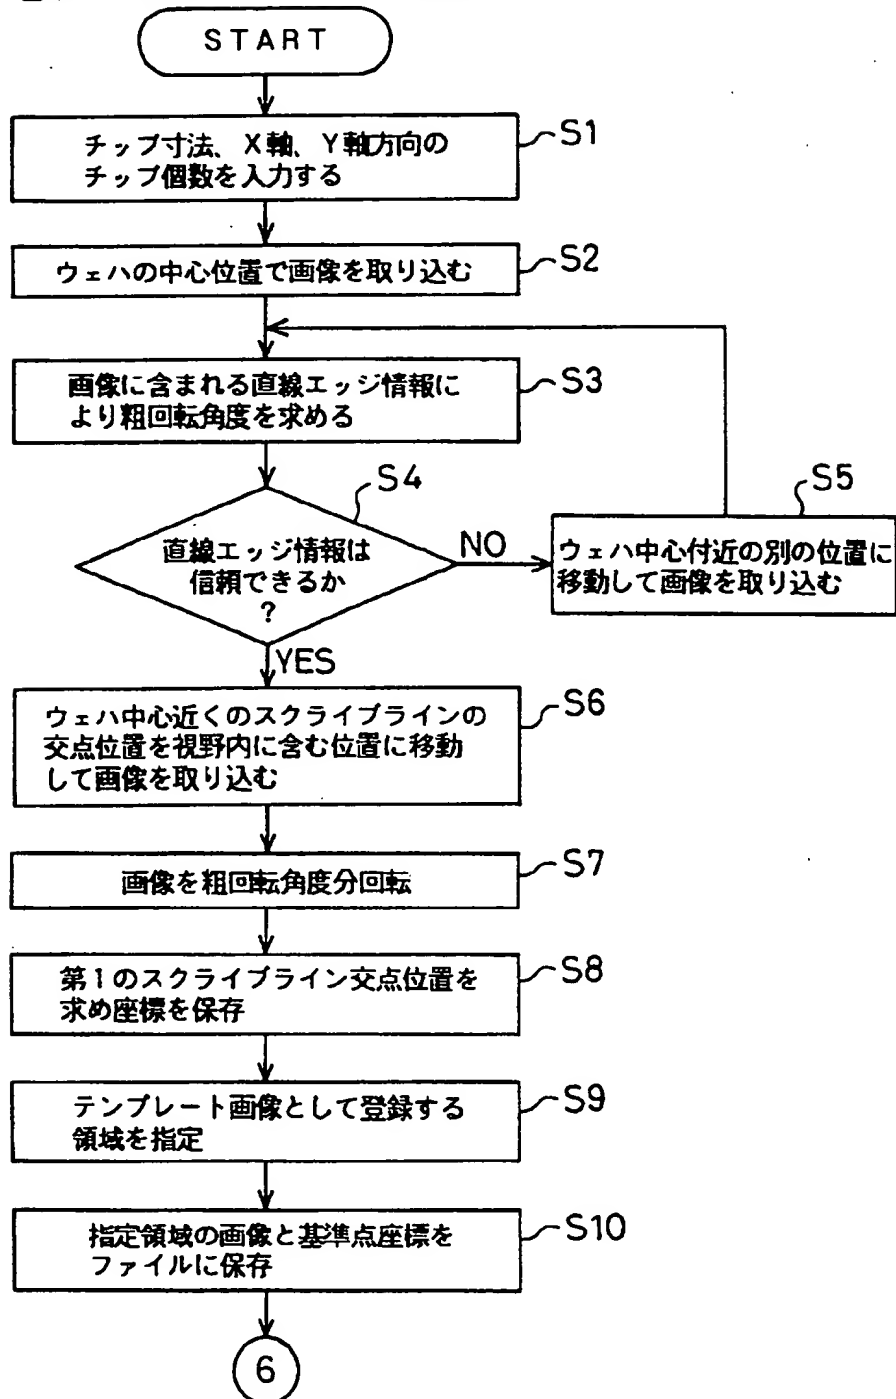 START
チップ寸法、X軸、Y軸方向の
チップ個数を入力する
S1
ウェハの中心位置で画像を取り込む
S2
画像に含まれる直線エッジ情報に
より粗回転角度を求める
S3
S4
直線エッジ情報は
信頼できるか
?
NO
YES
S5
ウェハ中心付近の別の位置に
移動して画像を取り込む
ウェハ中心近くのスクライブラインの
交点位置を視野内に含む位置に移動
して画像を取り込む
S6
画像を粗回転角度分回転
S7
第1のスクライブライン交点位置を
求め座標を保存
S8
テンプレート画像として登録する
領域を指定
S9
指定領域の画像と基準点座標を
ファイルに保存
S10
6